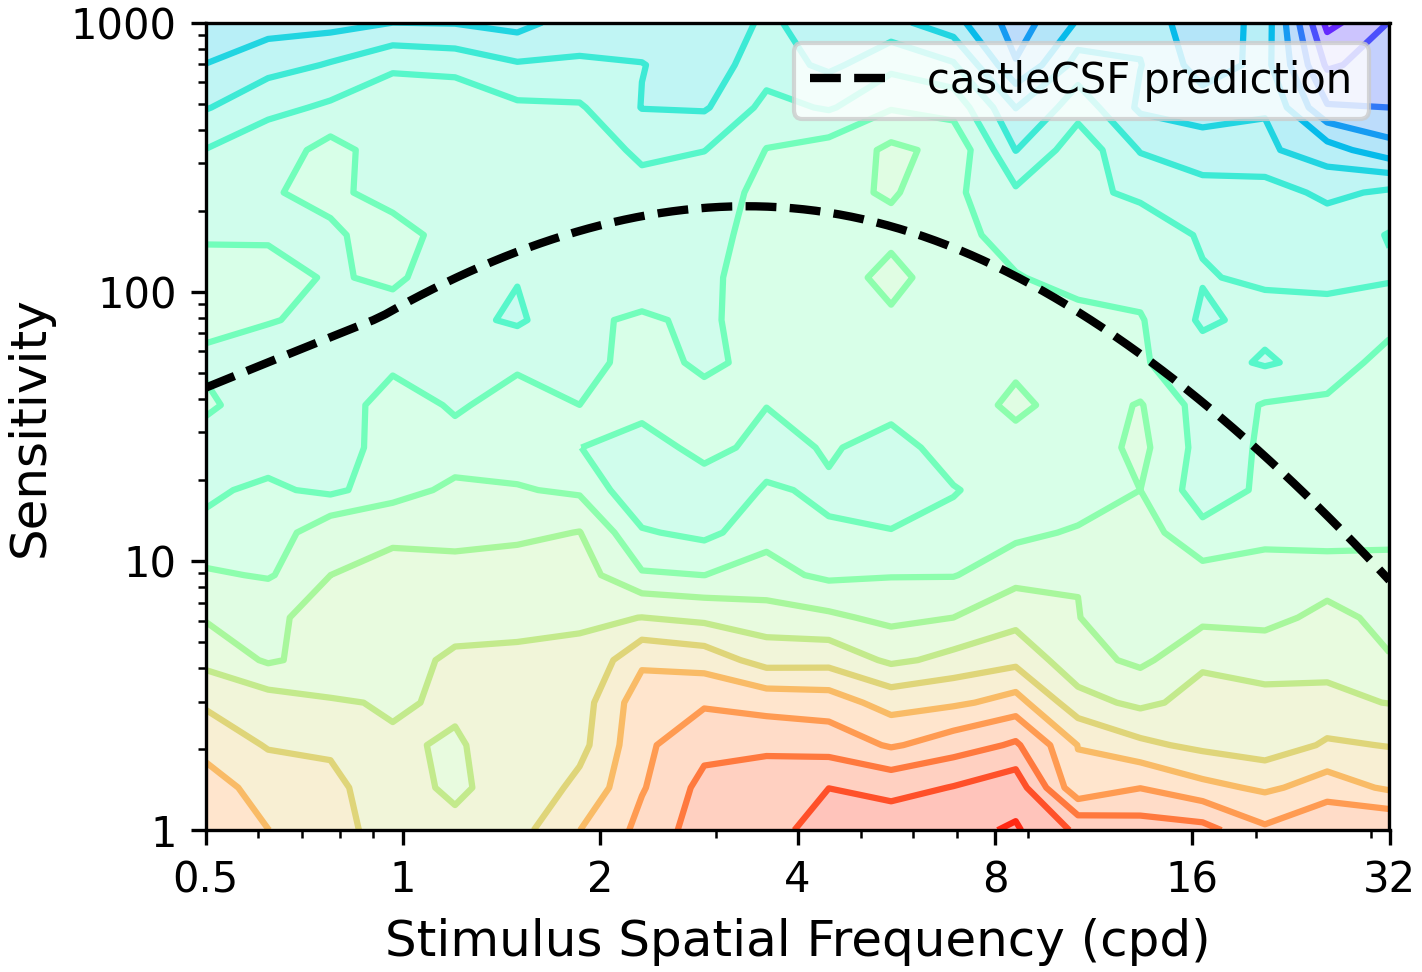 1000
100
10
1
Sensitivity
castleCSF prediction
0.5 1 2 4 8 16 32
Stimulus Spatial Frequency (cpd)